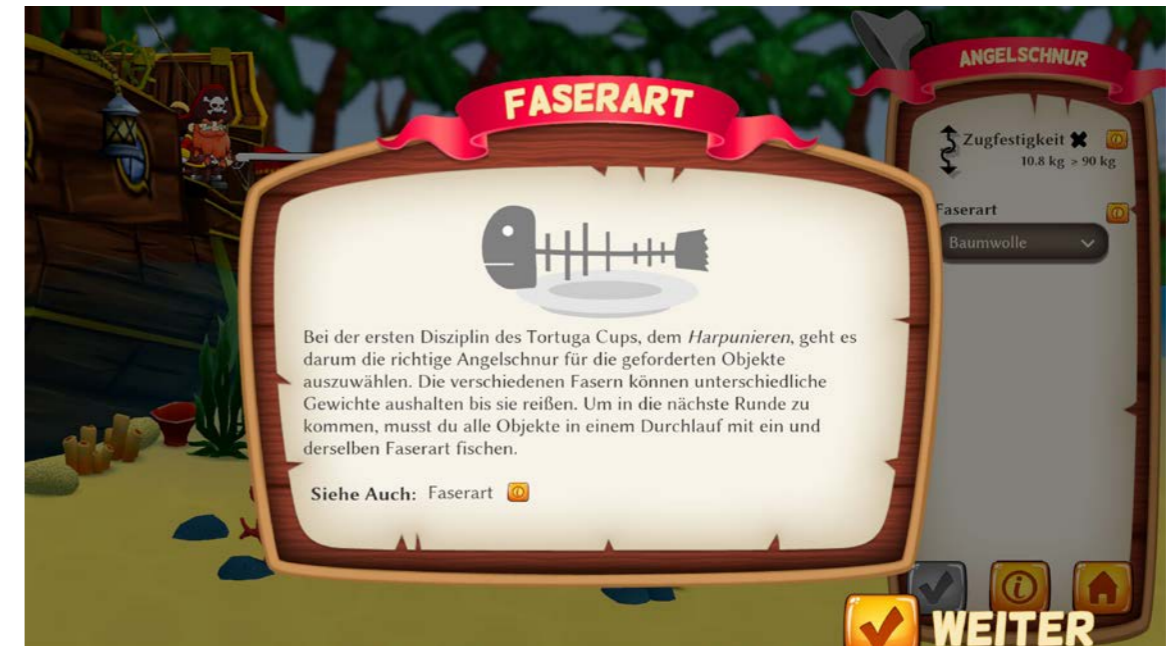 FASERART
Bei der ersten Disziplin des Tortuga Cups, dem Harpunieren, geht es
darum die richtige Angelschnur für die geforderten Objekte
auszuwählen. Die verschiedenen Fasern können unterschiedliche
Gewichte aushalten bis sie reißen. Um in die nächste Runde zu
kommen, musst du alle Objekte in einem Durchlauf mit ein und
derselben Faserart fischen.
Siehe Auch: Faserart
ANGELSCHNUR
Zugfestigkeit
10.8 kg ≥ 90 kg
Faserart
Baumwolle
WEITER